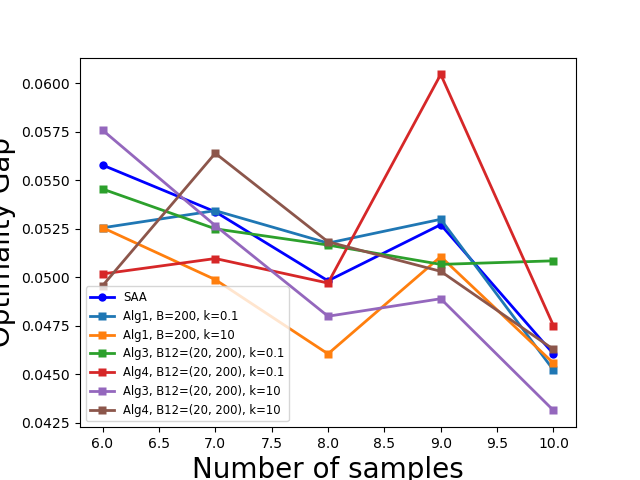 Optimality Gap
0.0600
0.0575
0.0550
0.0525
0.0500
0.0475
0.0450
0.0425
SAA
Alg1, B=200, k=0.1
Alg1, B=200, k=10
Alg3, B12=(20, 200), k=0.1
Alg4, B12=(20, 200), k=0.1
Alg3, B12=(20, 200), k=10
Alg4, B12=(20, 200), k=10
6.0 6.5 7.0 7.5 8.0 8.5 9.0 9.5 10.0
Number of samples